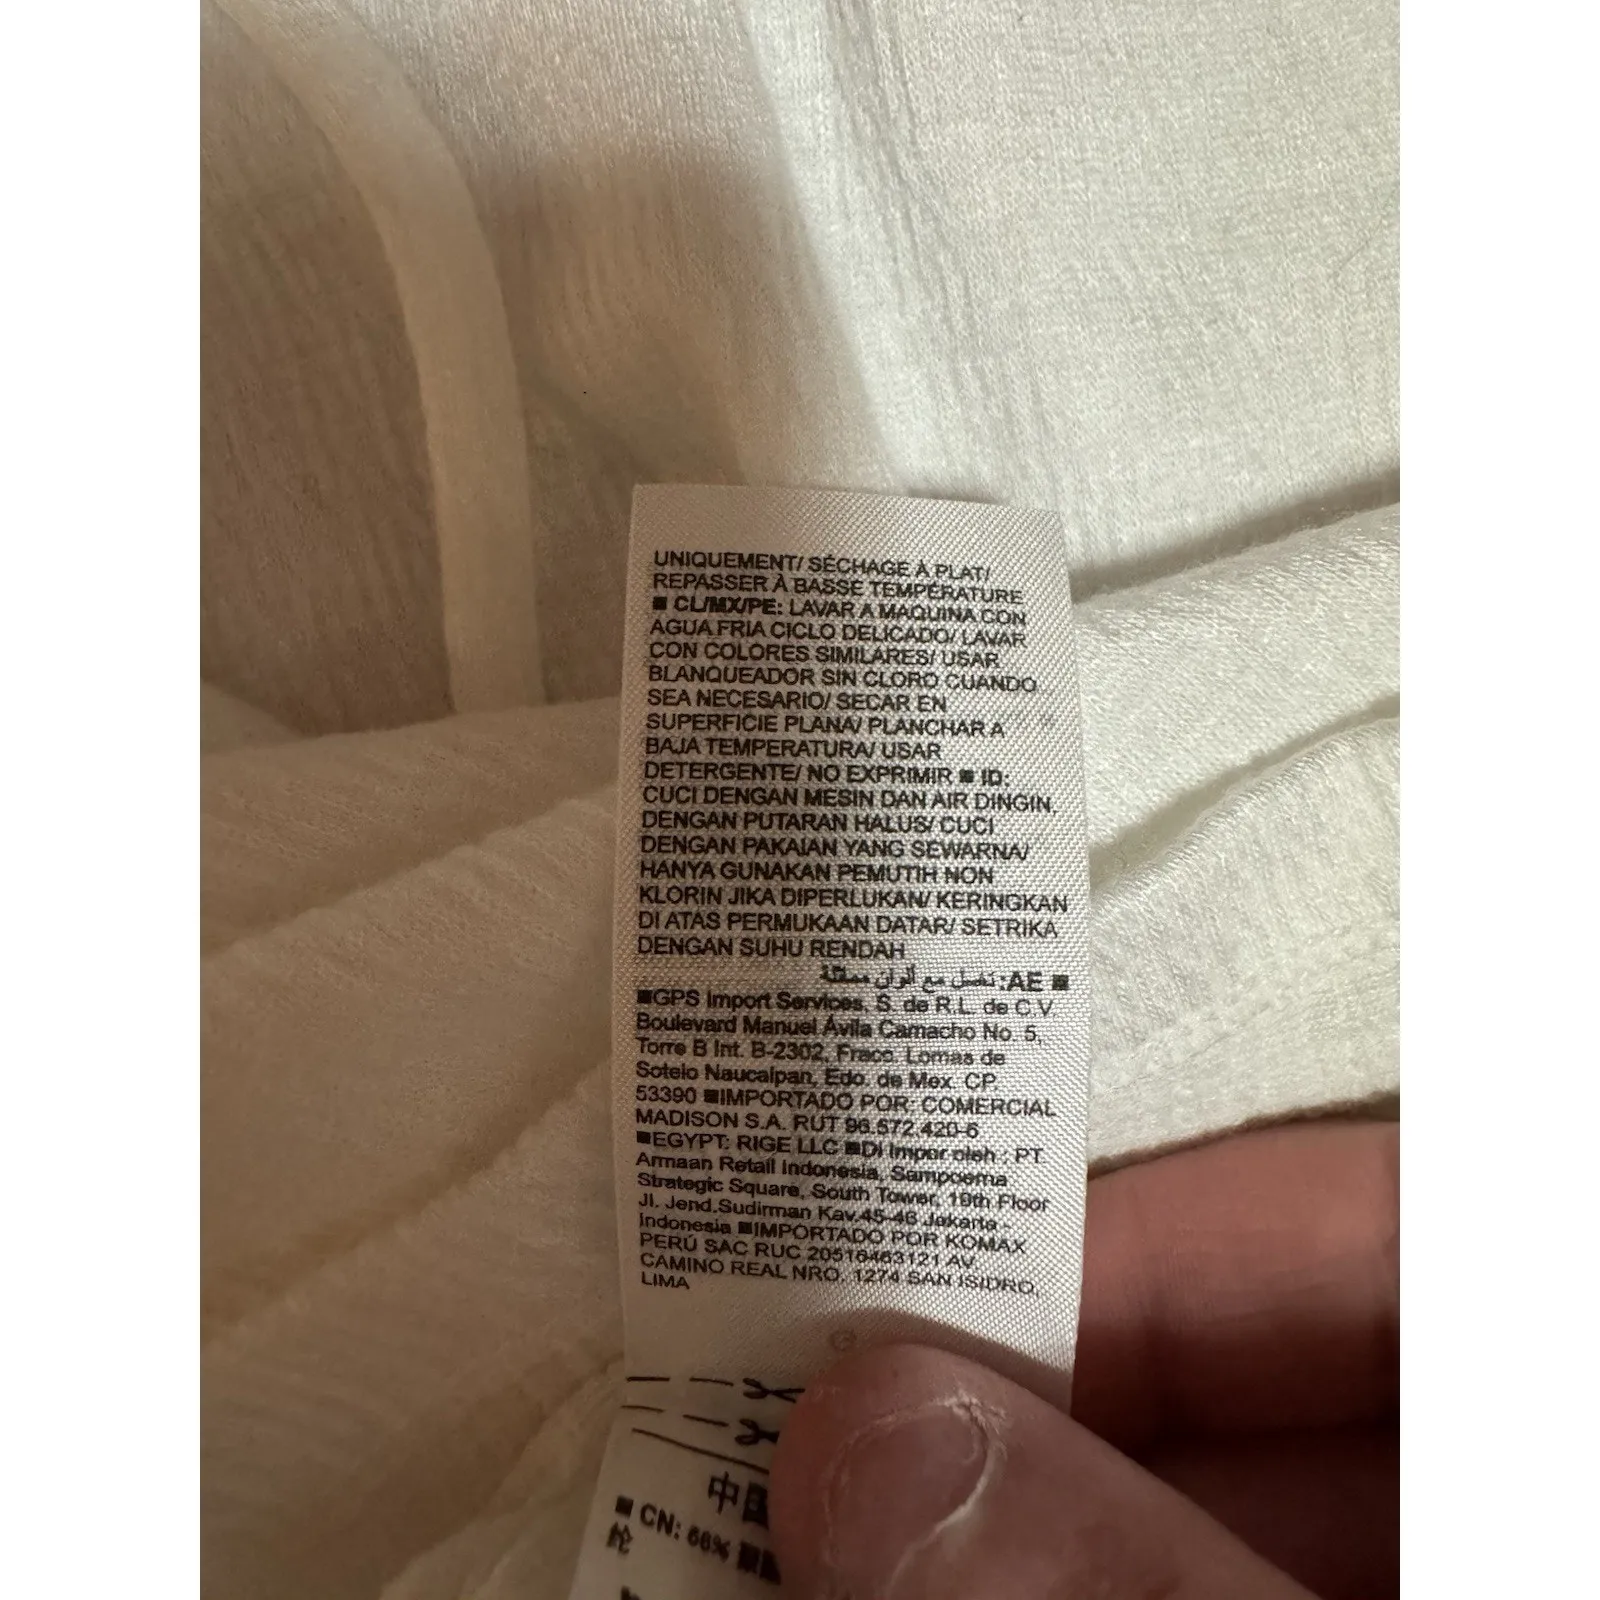 UNIQUEMENT/ SÉCHAGE À PLAT/
REPASSER À BASSE TEMPÉRATURE
■ CL/MX/PE: LAVAR A MAQUINA CON
AGUA FRIA CICLO DELICADO/ LAVAR
CON COLORES SIMILARES/ USAR
BLANQUEADOR SIN CLORO CUANDO
SEA NECESARIO/ SECAR EN
SUPERFICIE PLANA/ PLANCHAR A
BAJA TEMPERATURA/ USAR
DETERGENTE/ NO EXPRIMIR ■ ID:
CUCI DENGAN MESIN DAN AIR DINGIN,
DENGAN PUTARAN HALUS/ CUCI
DENGAN PAKAIAN YANG SEWARNA/
HANYA GUNAKAN PEMUTIH NON
KLORIN JIKA DIPERLUKAN/ KERINGKAN
DI ATAS PERMUKAAN DATAR/ SETRIKA
DENGAN SUHU RENDAH
■ AE: مع ألوان
■GPS Import Services, S. de R.L. de C.V.
Boulevard Manuel Ávila Camacho No. 5,
Torre B Int. B-2302, Fracc. Lomas de
Sotelo Naucalpan, Edo. de Mex. CP.
53390 ■IMPORTADO POR: COMERCIAL
MADISON S.A. RUT 96.572.420-6
■EGYPT: RIGE LLC ■Di Impor oleh : PT.
Armaan Retail Indonesia, Sampoerna
Strategic Square, South Tower, 19th Floor
Jl. Jend.Sudirman Kav.45-46 Jakarta -
Indonesia ■IMPORTADO POR KOMAX
PERÚ SAC RUC 20516463121 AV.
CAMINO REAL NRO. 1274 SAN ISIDRO,
LIMA
中国
■ CN: 66%